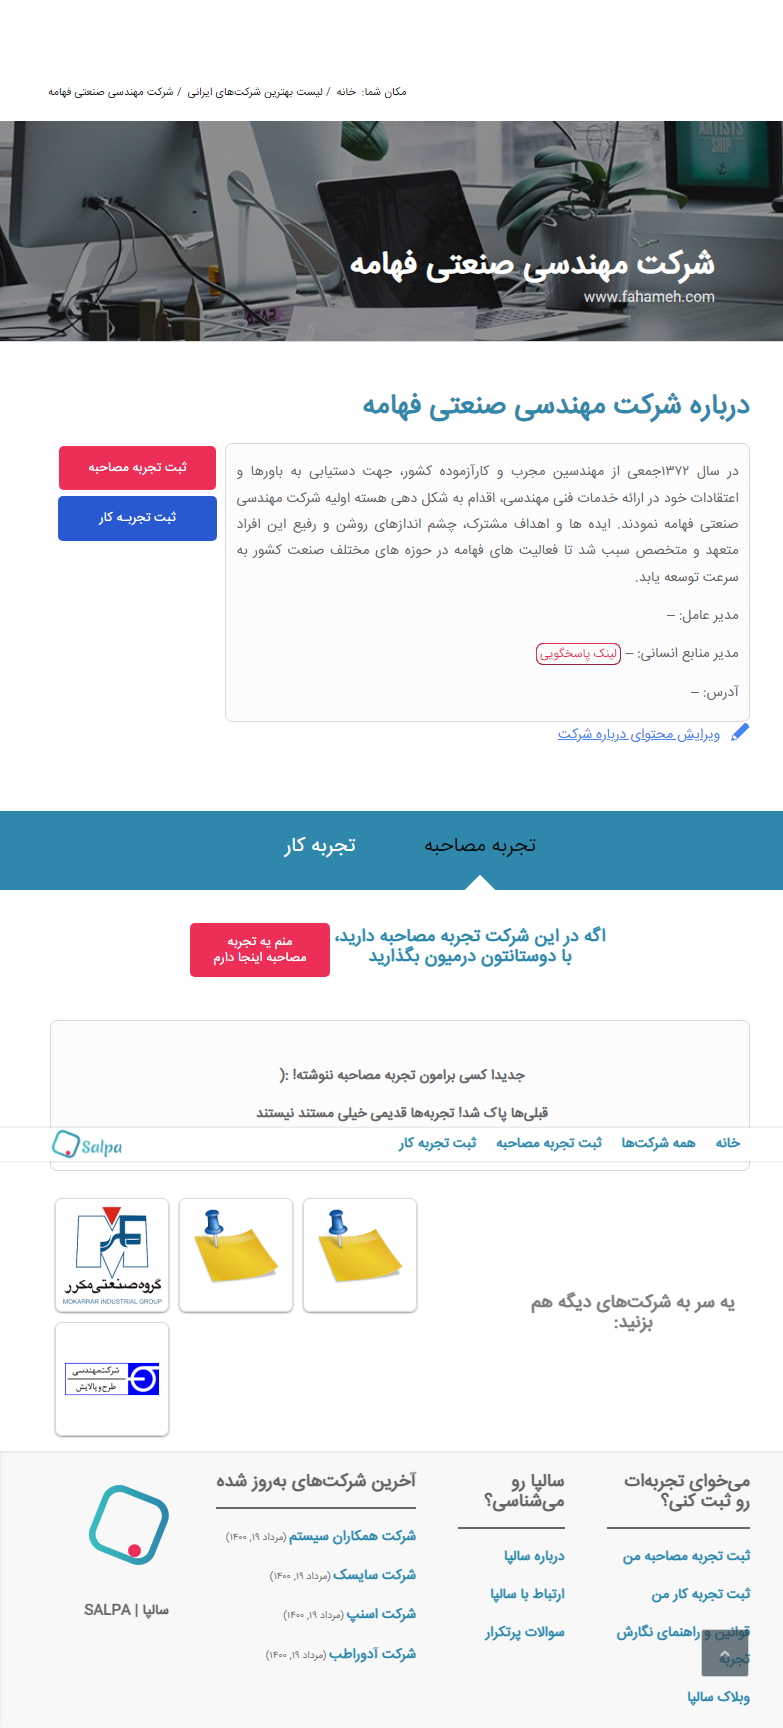 مکان شما: خانه / لیست بهترین شرکت‌های ایرانی / شرکت مهندسی صنعتی فهامه
ARTISTS
SHIP
شرکت مهندسی صنعتی فهامه
www.fahameh.com
درباره شرکت مهندسی صنعتی فهامه
در سال ۱۳۷۲جمعی از مهندسین مجرب و کارآزموده کشور، جهت دستیابی به باورها و
اعتقادات خود در ارائه خدمات فنی مهندسی، اقدام به شکل دهی هسته اولیه شرکت مهندسی
صنعتی فهامه نمودند. ایده ها و اهداف مشترک، چشم اندازهای روشن و رفیع این افراد
متعهد و متخصص سبب شد تا فعالیت های فهامه در حوزه های مختلف صنعت کشور به
سرعت توسعه یابد.
مدیر عامل: –
مدیر منابع انسانی: – لینک پاسخگویی
آدرس: –
ویرایش محتوای درباره شرکت
ثبت تجربه مصاحبه
ثبت تجربـه کار
تجربه مصاحبه
تجربه کار
اگه در این شرکت تجربه مصاحبه دارید،
با دوستانتون درمیون بگذارید
منم یه تجربه
مصاحبه اینجا دارم
جدیدا کسی برامون تجربه مصاحبه ننوشته! :(
قبلی‌ها پاک شد! تجربه‌ها قدیمی خیلی مستند نیستند
خانه
همه شرکت‌ها
ثبت تجربه مصاحبه
ثبت تجربه کار
Salpa
یه سر به شرکت‌های دیگه هم
بزنید:
گروه‌صنعتی‌مکرر
MOKARRAR INDUSTRIAL GROUP
شرکت‌مهندسی
طرح‌و‌پالایش
می‌خوای تجربه‌ات
رو ثبت کنی؟
ثبت تجربه مصاحبه من
ثبت تجربه کار من
قوانین و راهنمای نگارش
تجربه
وبلاگ سالپا
سالپا رو
می‌شناسی؟
درباره سالپا
ارتباط با سالپا
سوالات پرتکرار
آخرین شرکت‌های به‌روز شده
شرکت همکاران سیستم (مرداد ۱۹, ۱۴۰۰)
شرکت سایسک (مرداد ۱۹, ۱۴۰۰)
شرکت اسنپ (مرداد ۱۹, ۱۴۰۰)
شرکت آدوراطب (مرداد ۱۹, ۱۴۰۰)
سالپا | SALPA